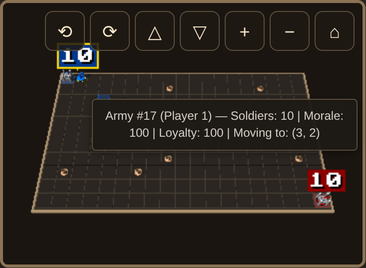 10
Army #17 (Player 1) — Soldiers: 10 | Morale:
100 | Loyalty: 100 | Moving to: (3, 2)
10